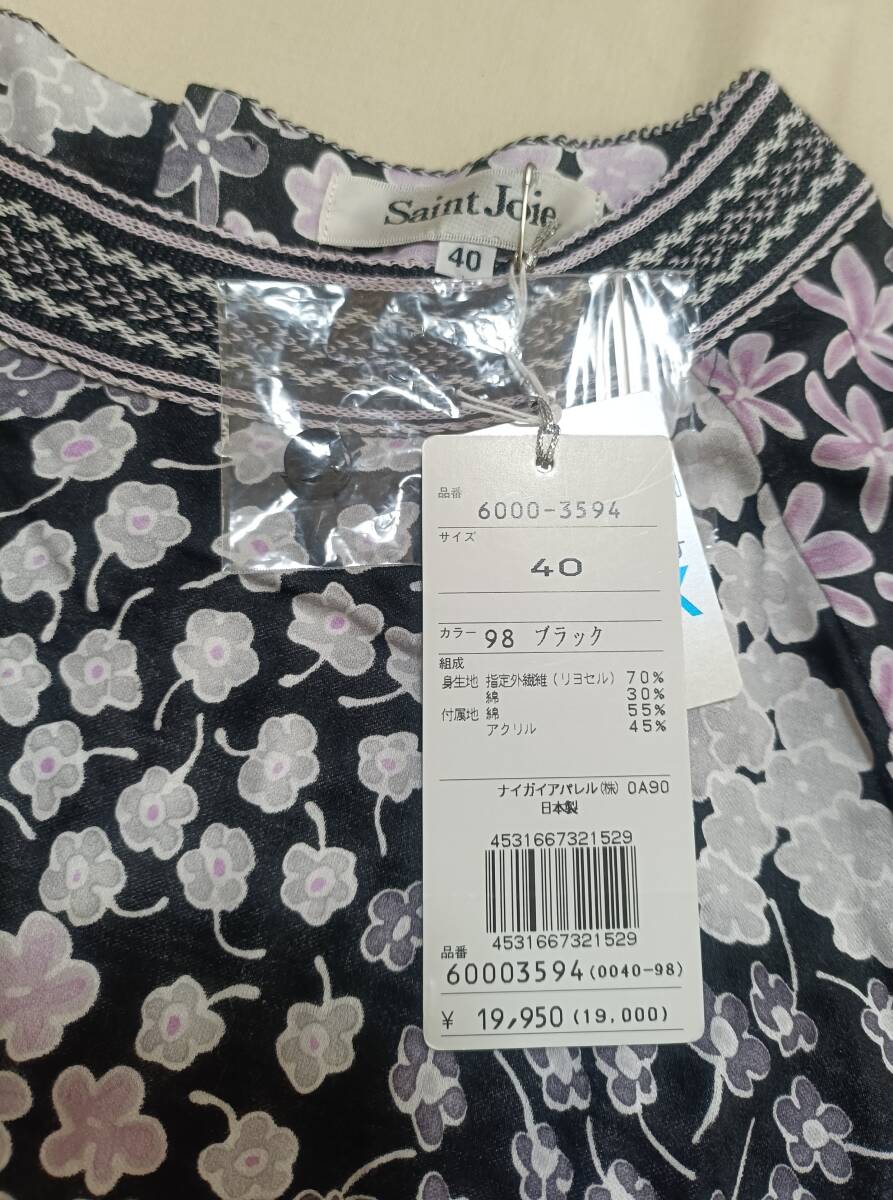 Saint Joie
40
品番
6000-3594
サイズ
40
カラー 98 ブラック
組成
身生地 指定外繊維(リヨセル) 70%
綿 30%
付属地 綿 55%
アクリル 45%
ナイガイアパレル(株) 0A90
日本製
4531667321529
4531667321529
品番
60003594(0040-98)
¥ 19,950(19,000)